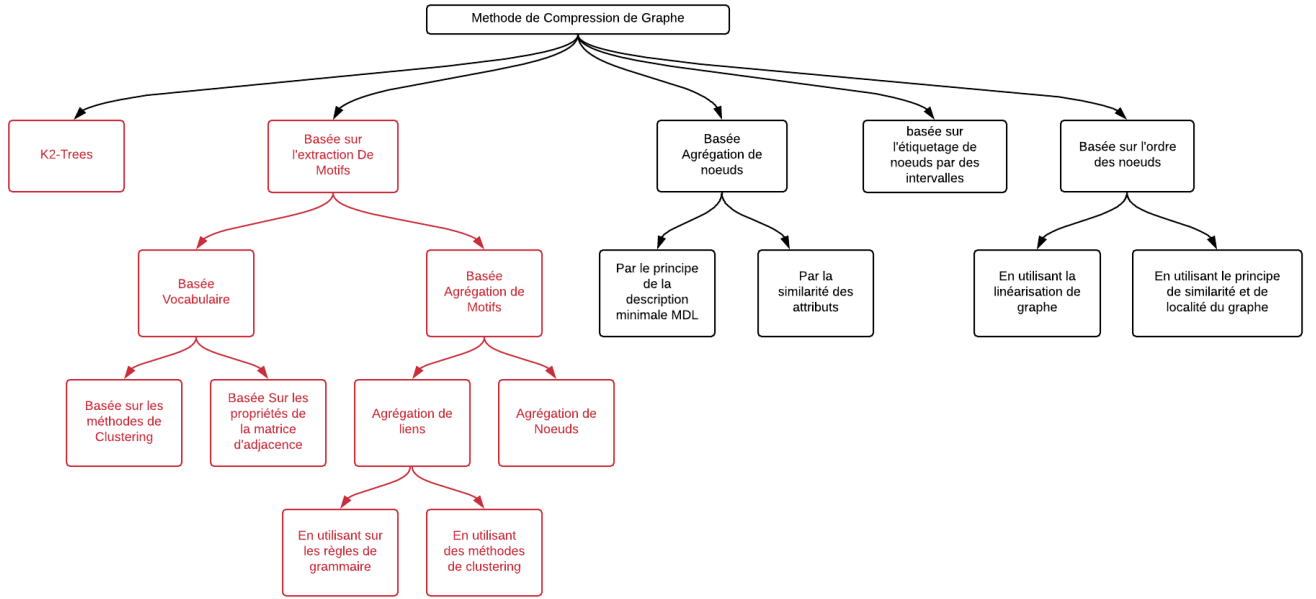 Methode de Compression de Graphe
K2-Trees
Basée sur
l'extraction De
Motifs
Basée
Agrégation de
noeuds
basée sur
l'étiquetage de
noeuds par des
intervalles
Basée sur l'ordre
des noeuds
Basée
Vocabulaire
Basée
Agrégation de
Motifs
Par le principe
de la
description
minimale MDL
Par la
similarité des
attributs
En utilisant la
linéarisation de
graphe
En utilisant le principe
de similarité et de
localité du graphe
Basée sur les
méthodes de
Clustering
Basée Sur les
propriétés de
la matrice
d'adjacence
Agrégation de
liens
Agrégation de
Noeuds
En utilisant sur
les règles de
grammaire
En utilisant
des méthodes
de clustering